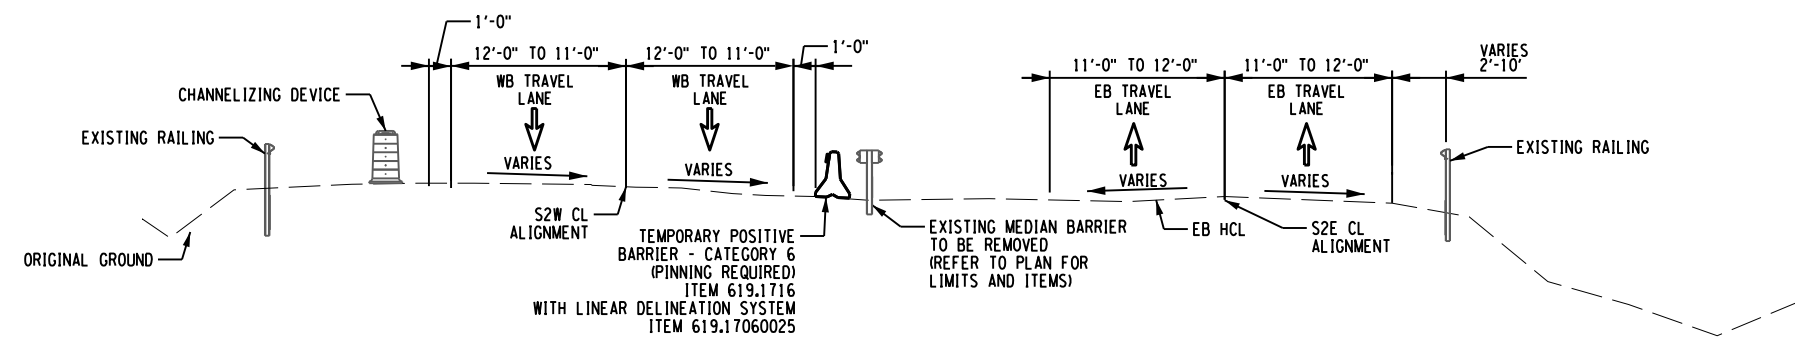 1'-0"
12'-0" TO 11'-0"
12'-0" TO 11'-0"
1'-0"
11'-0" TO 12'-0"
11'-0" TO 12'-0"
VARIES
2'-10'
WB TRAVEL
LANE
WB TRAVEL
LANE
EB TRAVEL
LANE
EB TRAVEL
LANE
CHANNELIZING DEVICE
EXISTING RAILING
VARIES
VARIES
VARIES
VARIES
EXISTING RAILING
ORIGINAL GROUND
S2W CL
ALIGNMENT
TEMPORARY POSITIVE
BARRIER - CATEGORY 6
(PINNING REQUIRED)
ITEM 619.1716
WITH LINEAR DELINEATION SYSTEM
ITEM 619.17060025
EXISTING MEDIAN BARRIER
TO BE REMOVED
(REFER TO PLAN FOR
LIMITS AND ITEMS)
EB HCL
S2E CL
ALIGNMENT